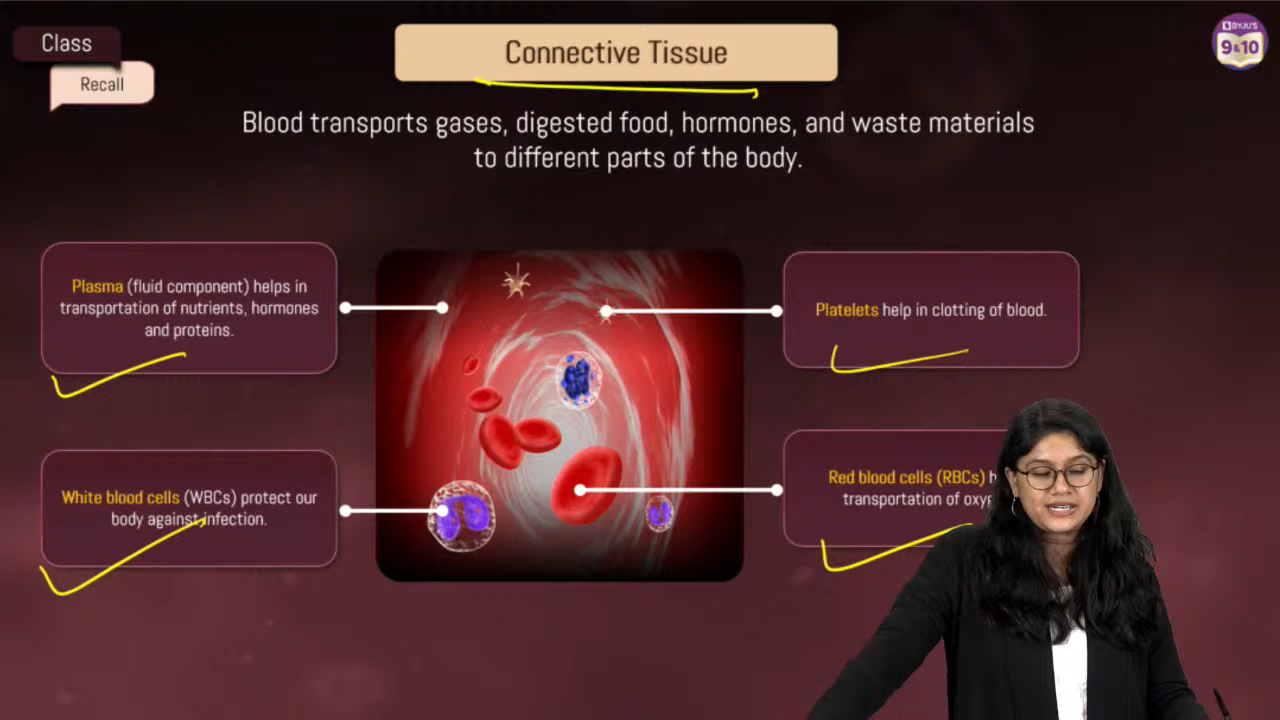 Class
Recall
Connective Tissue
BYJU'S
9&10
Blood transports gases, digested food, hormones, and waste materials
to different parts of the body.
Plasma (fluid component) helps in
transportation of nutrients, hormones
and proteins.
Platelets help in clotting of blood.
White blood cells (WBCs) protect our
body against infection.
Red blood cells (RBCs)
transportation of